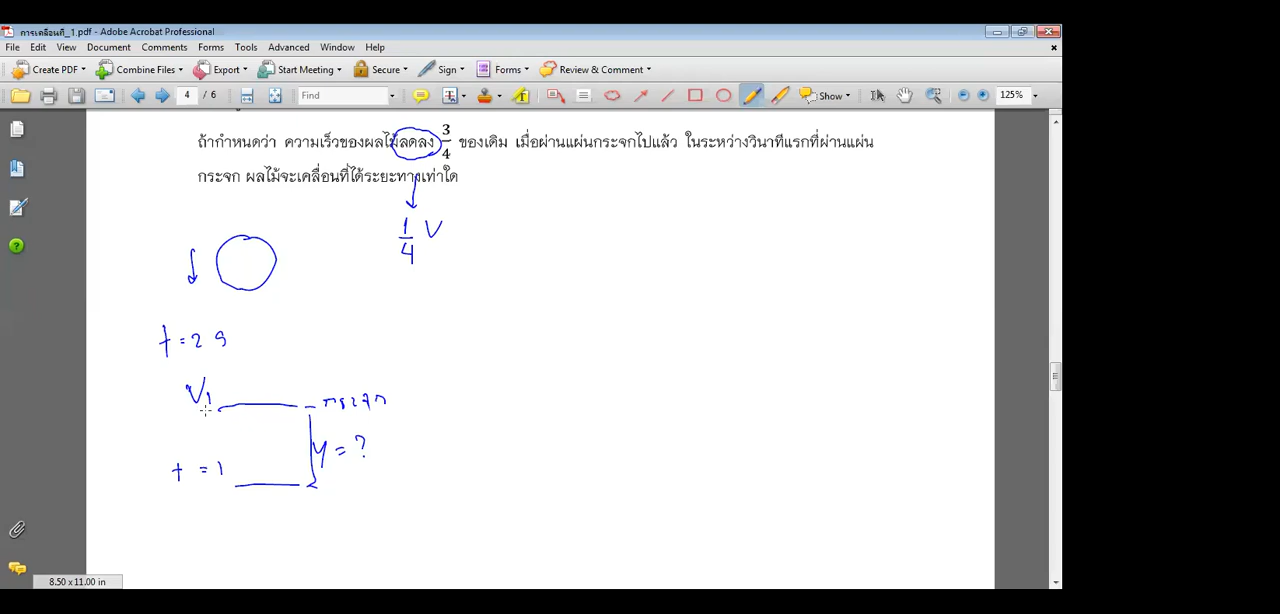 การเคลื่อนที่_1.pdf - Adobe Acrobat Professional
File Edit View Document Comments Forms Tools Advanced Window Help
Create PDF Combine Files Export Start Meeting Secure Sign Forms Review & Comment
4 / 6 Find Show 125%
ถ้ากำหนดว่า ความเร็วของผลไม้ลดลง 3/4 ของเดิม เมื่อผ่านแผ่นกระจกไปแล้ว ในระหว่างวินาทีแรกที่ผ่านแผ่น
กระจก ผลไม้จะเคลื่อนที่ได้ระยะทางเท่าใด
1/4 V
t = 2 s
V1
กระจก
y = ?
t = 1
8.50 x 11.00 in